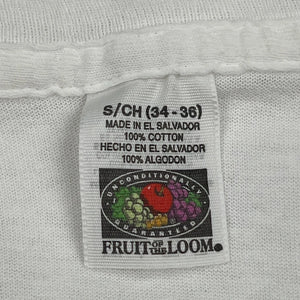 S/CH (34-36)
MADE IN EL SALVADOR
100% COTTON
HECHO EN EL SALVADOR
100% ALGODON
UNCONDITIONALLY
GUARANTEED
FRUIT OF THE LOOM.